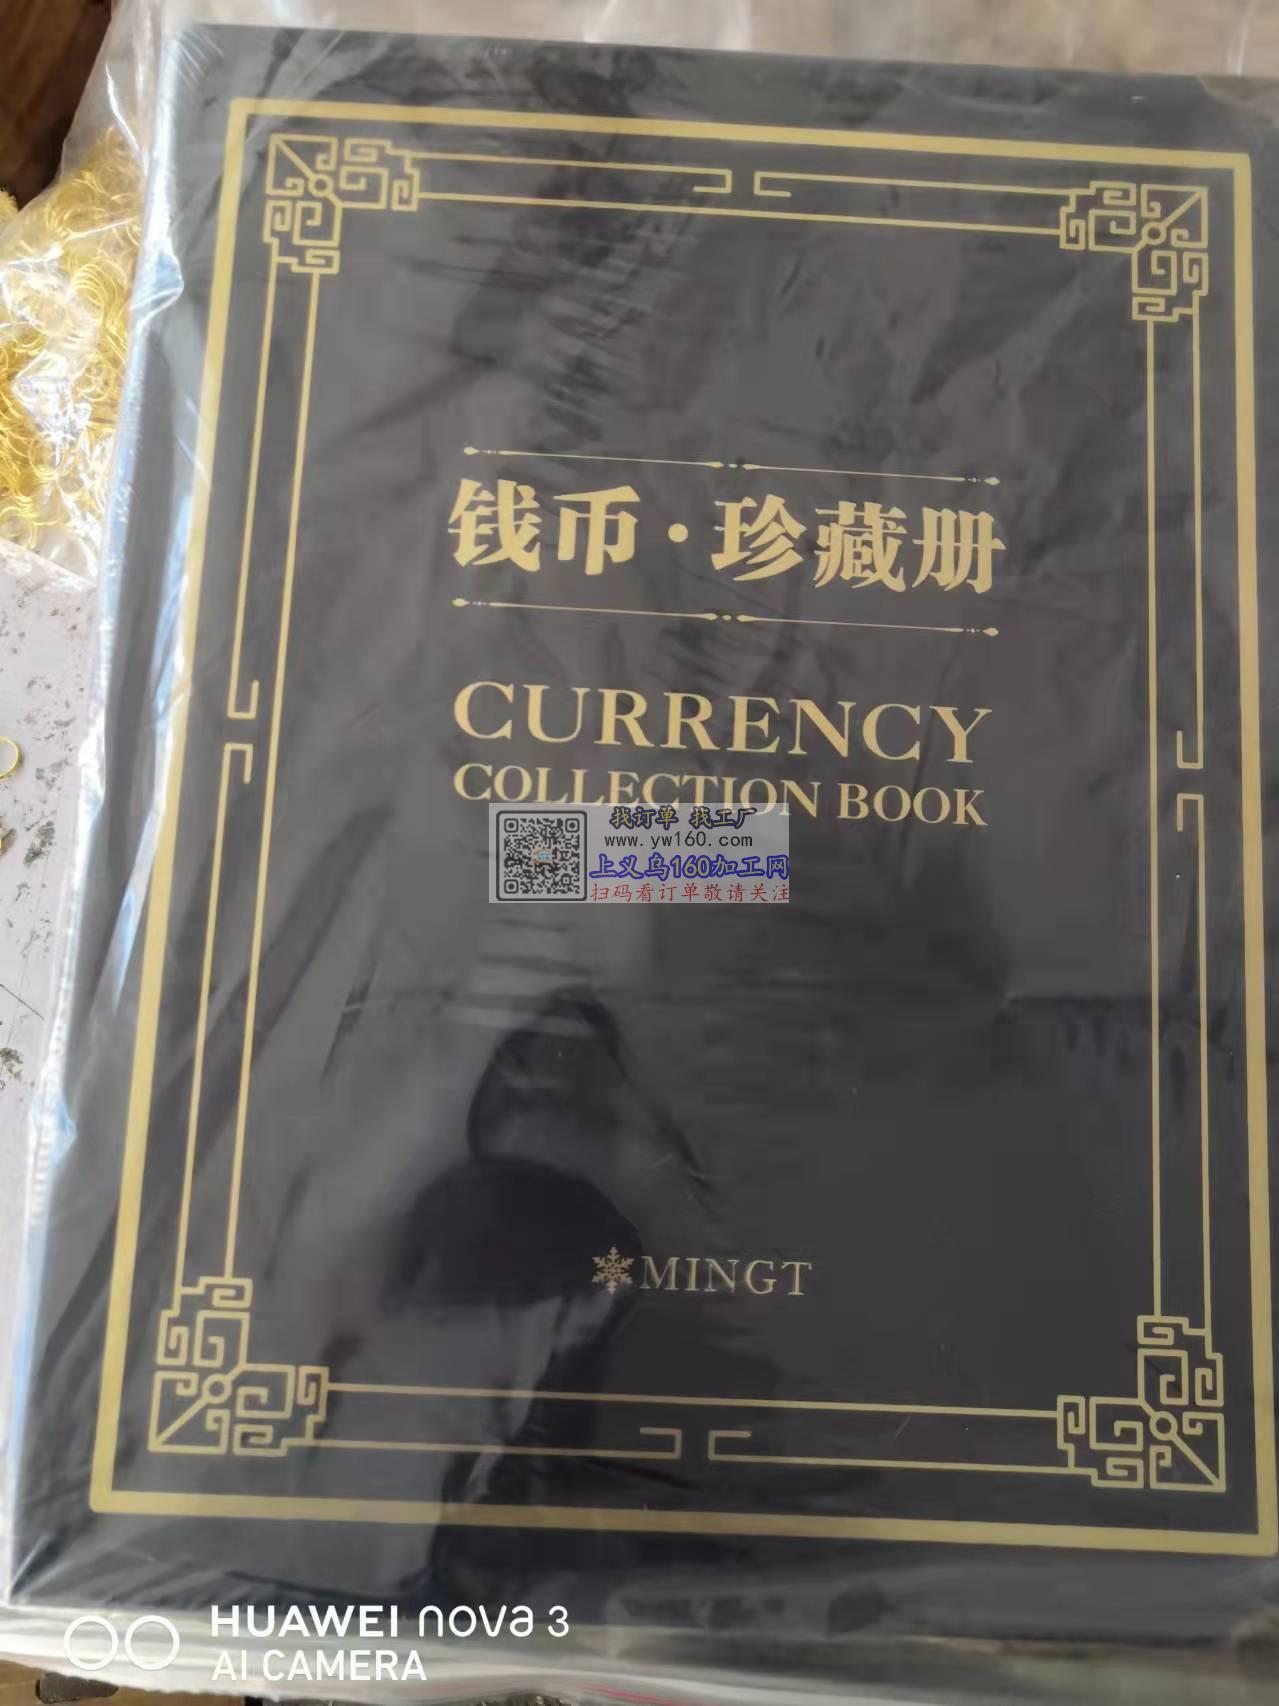 钱币·珍藏册
CURRENCY
COLLECTION BOOK
找订单 找工厂
www.yw160.com
上义乌160加工网
扫码看订单敬请关注
MINGT
HUAWEI nova 3
AI CAMERA